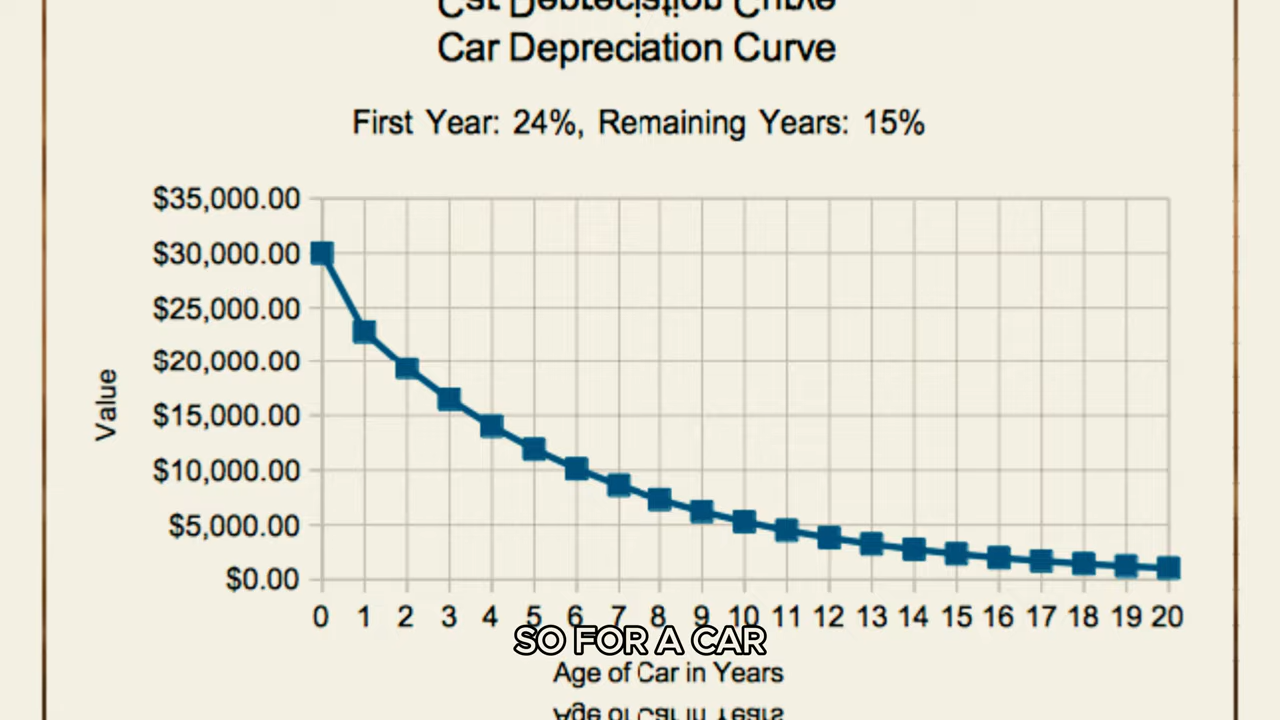 Car Depreciation Curve
First Year: 24%, Remaining Years: 15%
$35,000.00
$30,000.00
$25,000.00
$20,000.00
$15,000.00
$10,000.00
$5,000.00
$0.00
Value
0 1 2 3 4 5 6 7 8 9 10 11 12 13 14 15 16 17 18 19 20
SO FOR A CAR
Age of Car in Years